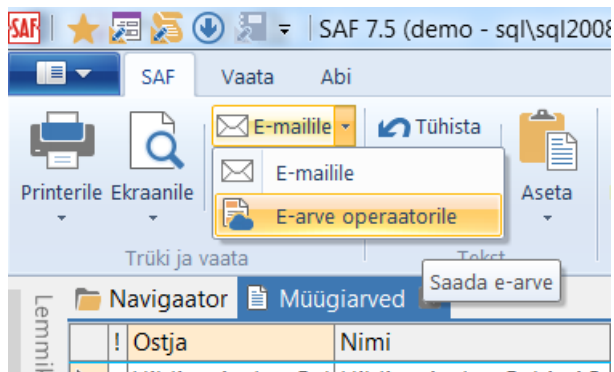 SAF
SAF 7.5 (demo - sql\sql2008
SAF Vaata Abi
E-mailile Tühista
E-mailile
Printerile Ekraanile Aseta
E-arve operaatorile
Trüki ja vaata Tekst
Saada e-arve
Navigaator Müügiarved
! Ostja Nimi